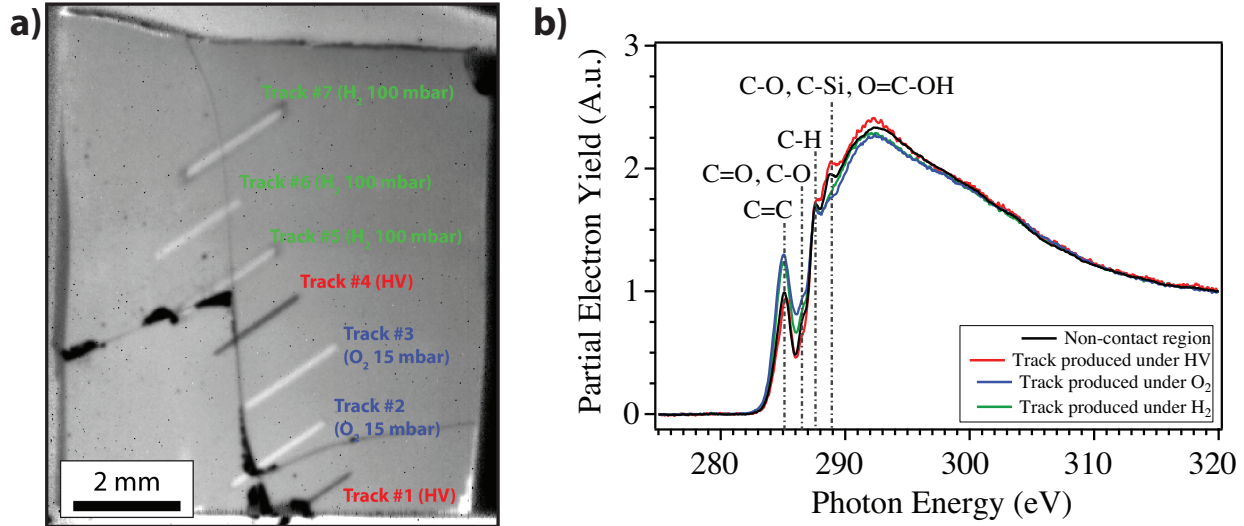 a)
Track #7 (H₂ 100 mbar)
Track #6 (H₂ 100 mbar)
Track #5 (H₂ 100 mbar)
Track #4 (HV)
Track #3
(O₂ 15 mbar)
Track #2
(O₂ 15 mbar)
Track #1 (HV)
2 mm
b)
Partial Electron Yield (A.u.)
3
2
1
0
C-O, C-Si, O=C-OH
C-H
C=O, C-O
C=C
Non-contact region
Track produced under HV
Track produced under O₂
Track produced under H₂
280
290
300
310
320
Photon Energy (eV)